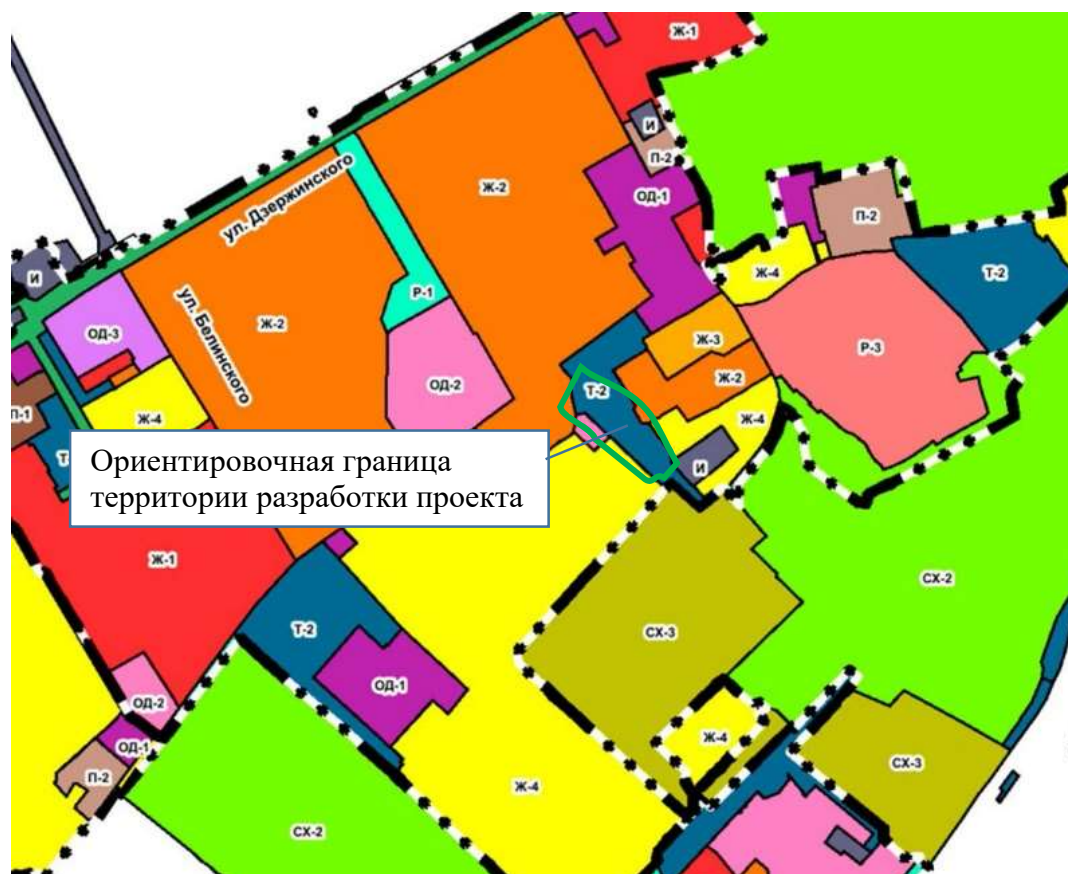 Ж-1
И
П-2
ул. Дзержинского
Ж-2
ОД-1
П-2
И
Ж-4
Т-2
Р-1
ул. Белинского
Ж-2
ОД-3
Ж-3
Р-3
Ж-2
ОД-2
Т-2
П-1
Ж-4
Ж-4
Т
И
Ориентировочная граница
территории разработки проекта
Ж-1
СХ-2
Т-2
СХ-3
ОД-1
ОД-2
ОД-1
Ж-4
П-2
СХ-3
Ж-4
СХ-2